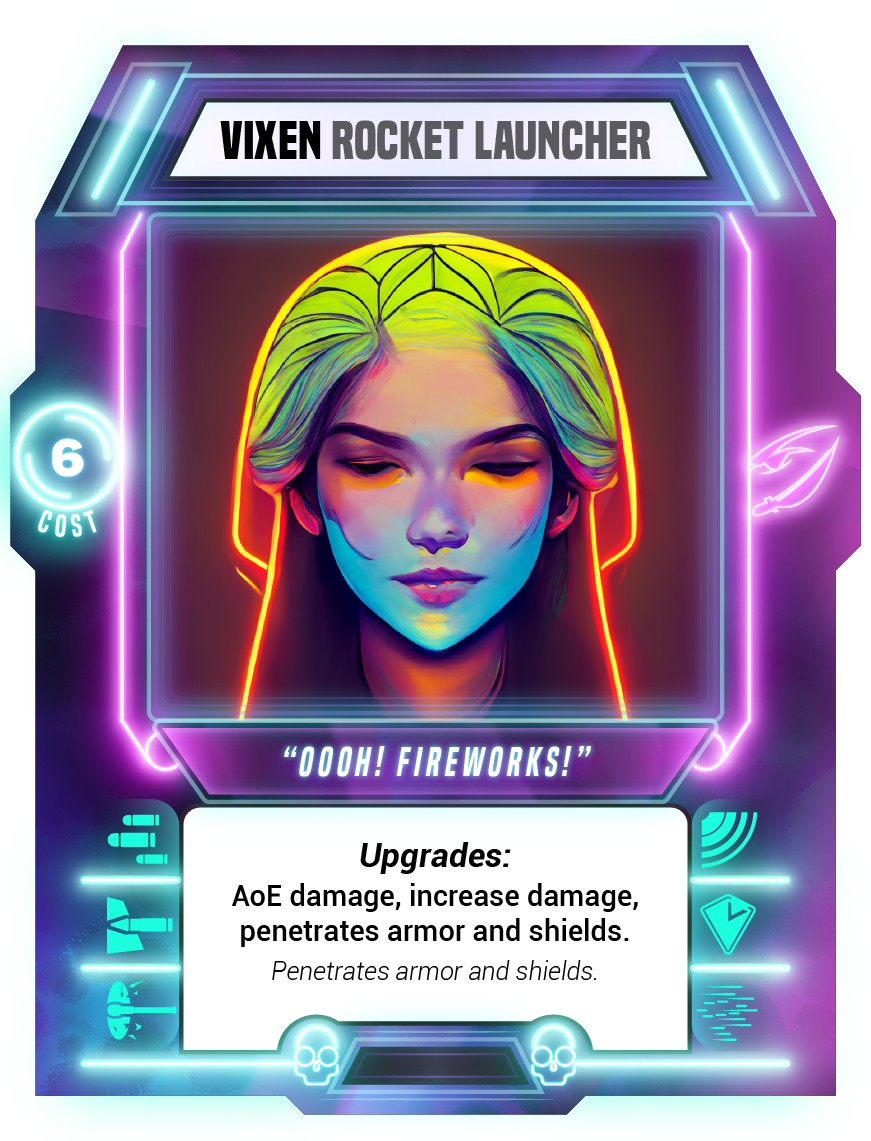 VIXEN ROCKET LAUNCHER
6
COST
“OOOH! FIREWORKS!”
Upgrades:
AoE damage, increase damage,
penetrates armor and shields.
Penetrates armor and shields.